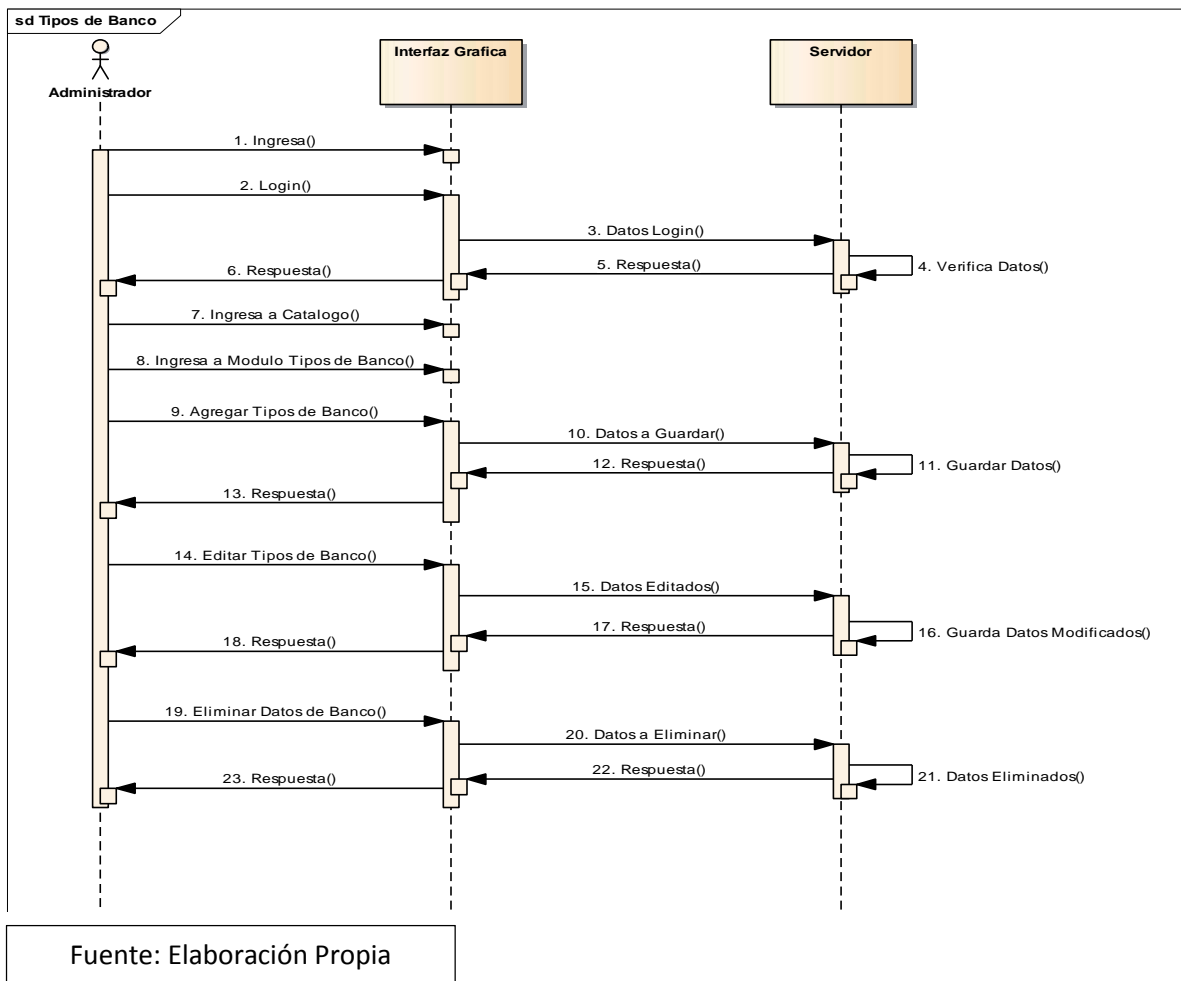 sd Tipos de Banco
Administrador
Interfaz Grafica
Servidor
1. Ingresa()
2. Login()
3. Datos Login()
4. Verifica Datos()
5. Respuesta()
6. Respuesta()
7. Ingresa a Catalogo()
8. Ingresa a Modulo Tipos de Banco()
9. Agregar Tipos de Banco()
10. Datos a Guardar()
11. Guardar Datos()
12. Respuesta()
13. Respuesta()
14. Editar Tipos de Banco()
15. Datos Editados()
16. Guarda Datos Modificados()
17. Respuesta()
18. Respuesta()
19. Eliminar Datos de Banco()
20. Datos a Eliminar()
21. Datos Eliminados()
22. Respuesta()
23. Respuesta()
Fuente: Elaboración Propia